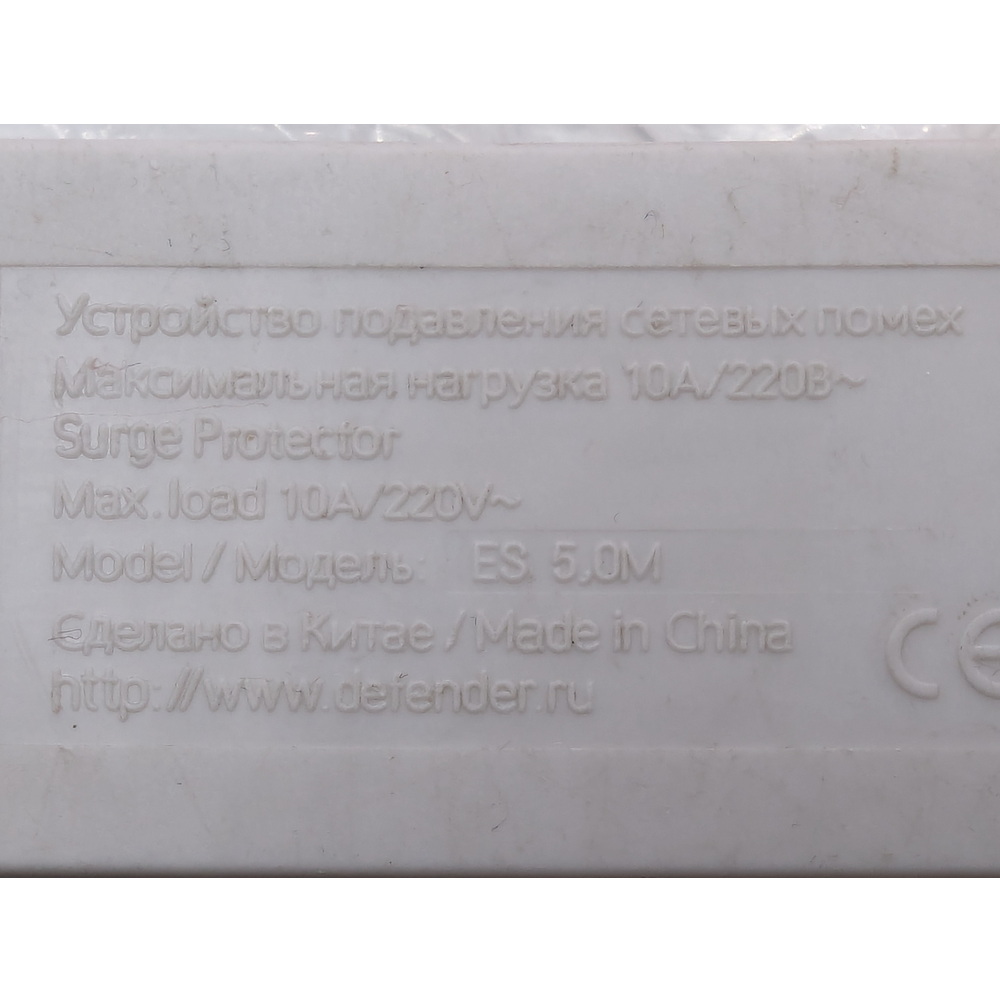 Устройство подавления сетевых помех
Максимальная нагрузка 10А/220В~
Surge Protector
Max. load 10A/220V~
Model / Модель: ES 5,0M
Сделано в Китае / Made in China
http://www.defender.ru
CE